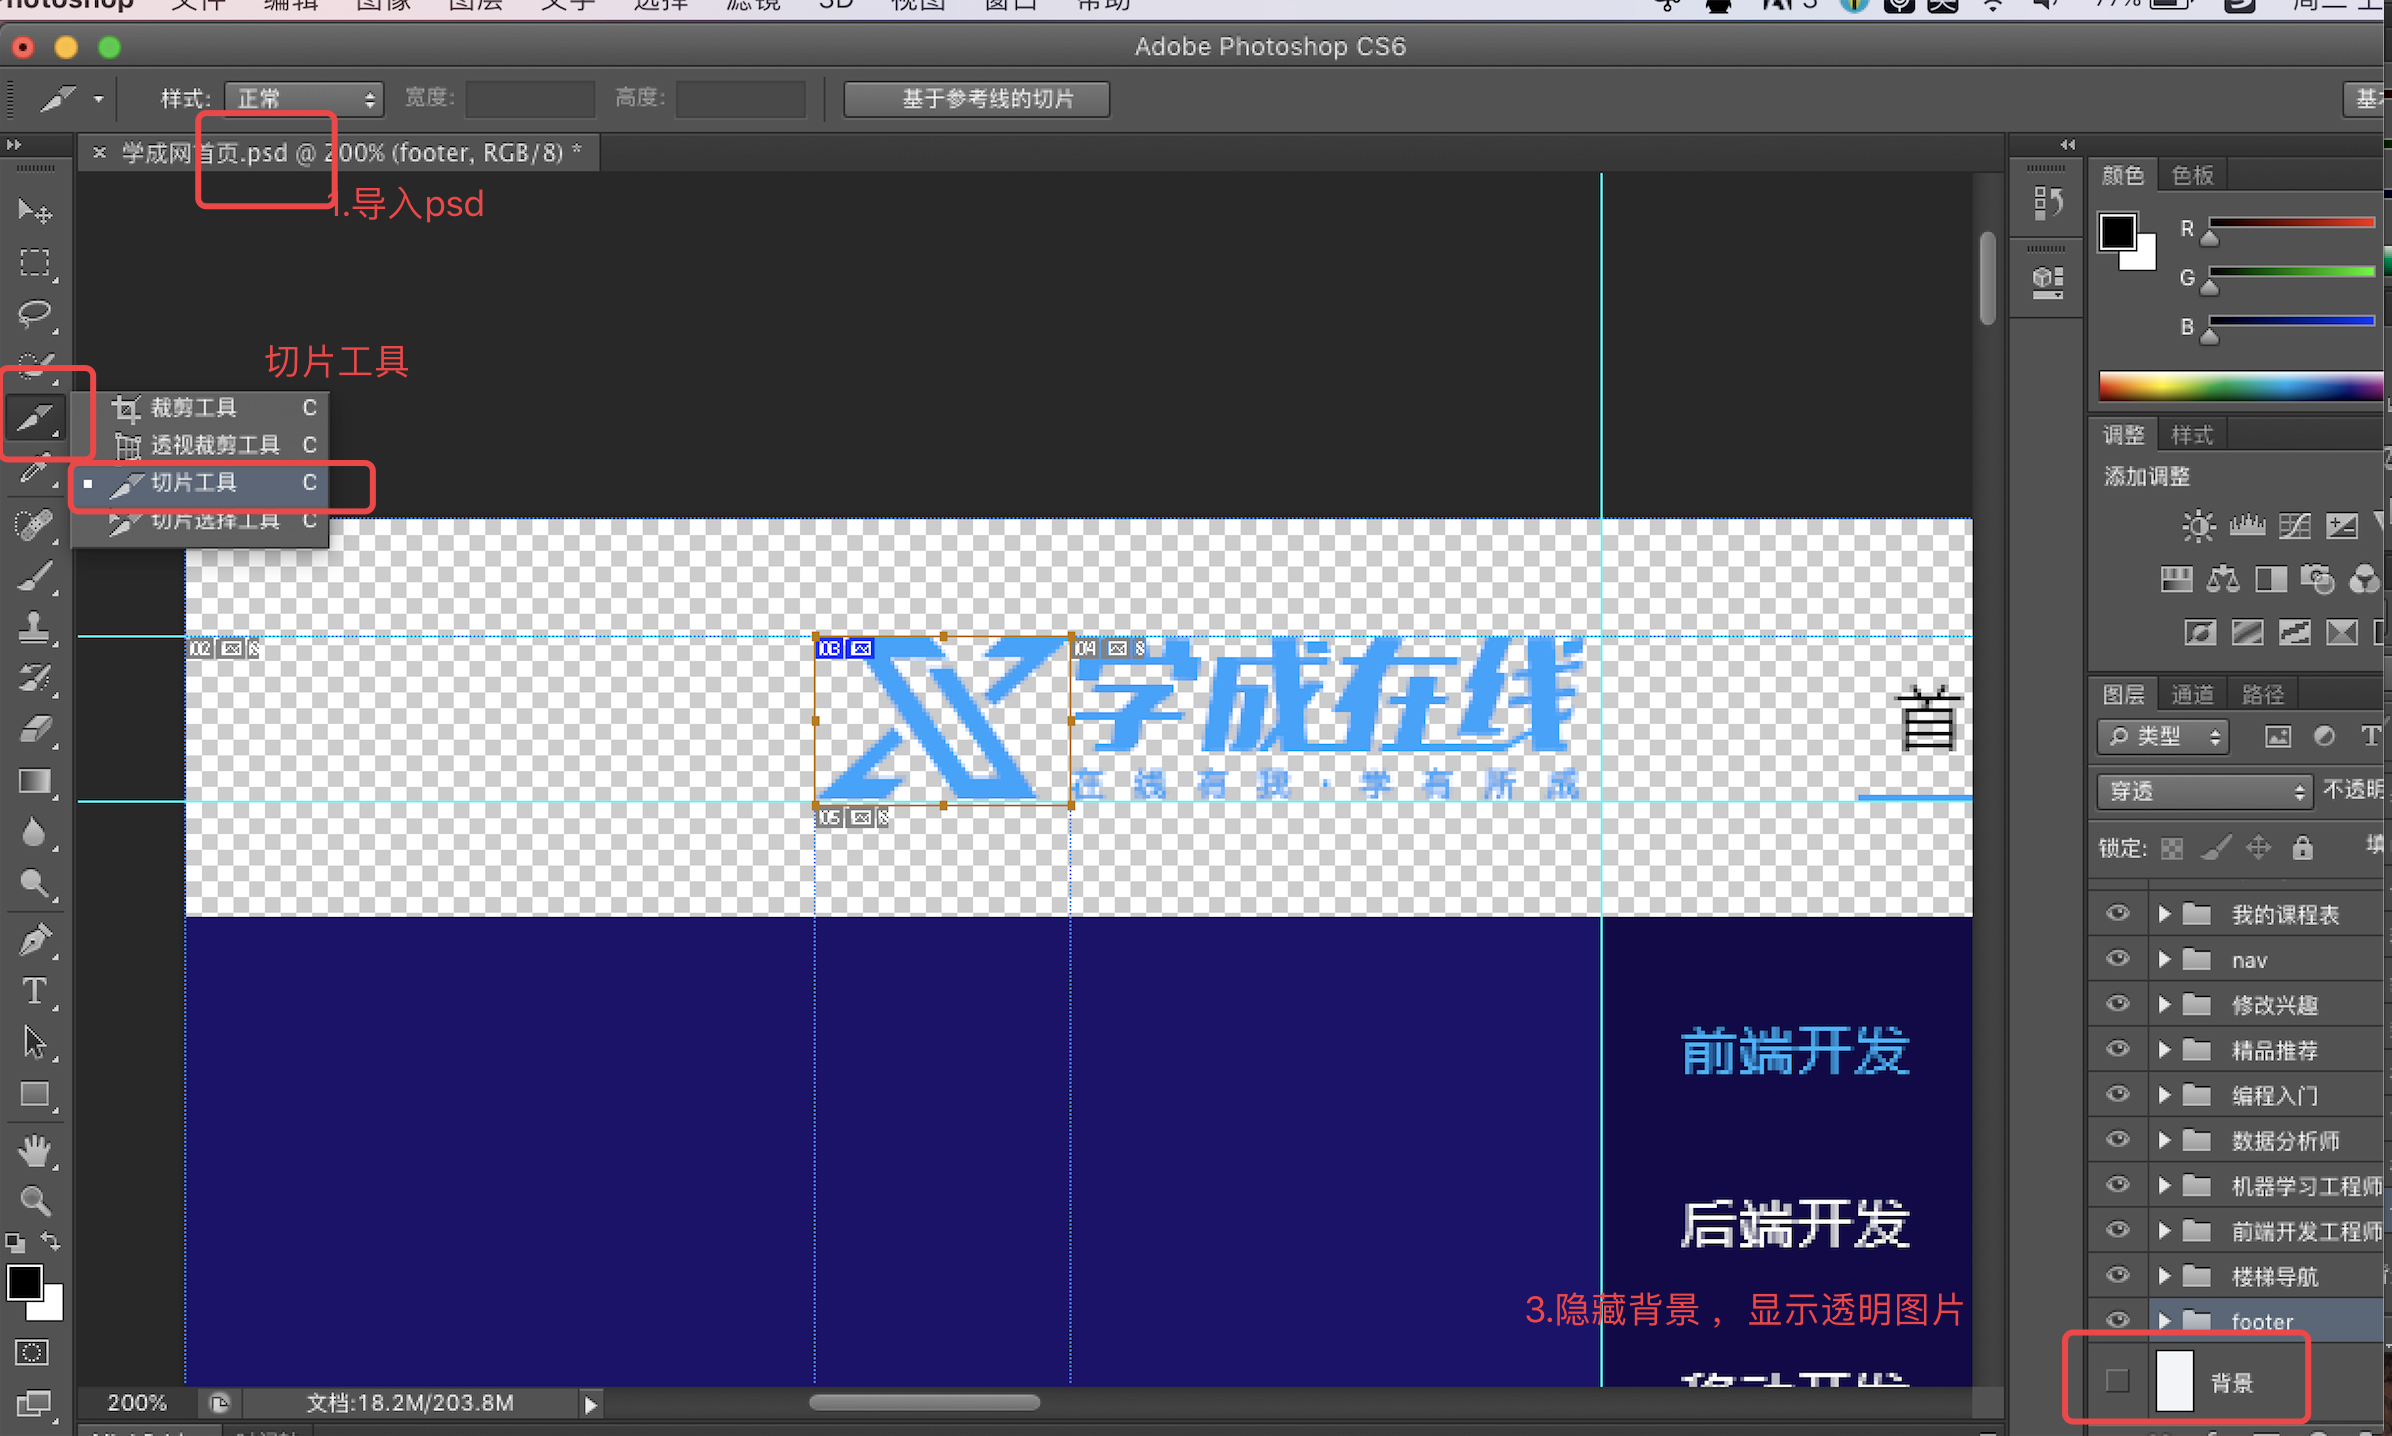 Photoshop 文件 编辑 图像 图层 文字 选择 滤镜 3D 视图 窗口 帮助 77% 周二
Adobe Photoshop CS6
样式: 正常 宽度: 高度: 基于参考线的切片
× 学成网首页.psd @ 200% (footer, RGB/8) *
1.导入psd
切片工具
裁剪工具 C
透视裁剪工具 C
切片工具 C
切片选择工具 C
02
03
04
05
学成在线
在线有我·学有所成
首
前端开发
后端开发
移动开发
3.隐藏背景，显示透明图片
200% 文档:18.2M/203.8M
颜色 色板
R
G
B
调整 样式
添加调整
图层 通道 路径
类型
穿透 不透明
锁定: 填
我的课程表
nav
修改兴趣
精品推荐
编程入门
数据分析师
机器学习工程师
前端开发工程师
楼梯导航
footer
背景